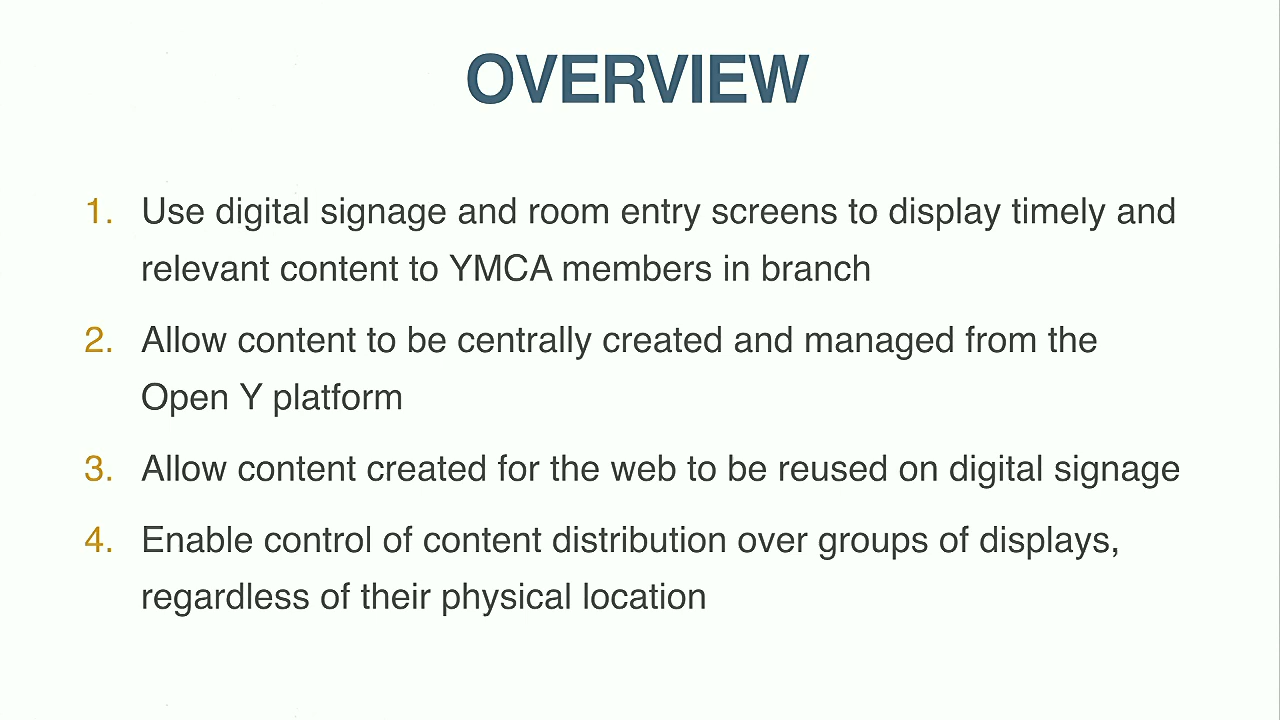 OVERVIEW
1. Use digital signage and room entry screens to display timely and
relevant content to YMCA members in branch
2. Allow content to be centrally created and managed from the
Open Y platform
3. Allow content created for the web to be reused on digital signage
4. Enable control of content distribution over groups of displays,
regardless of their physical location